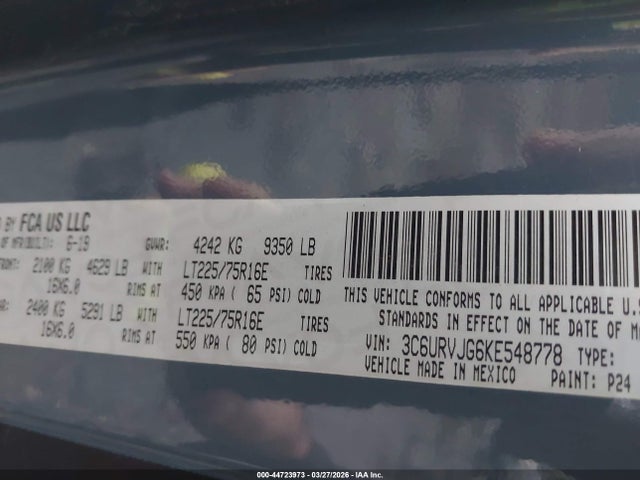 BY FCA US LLC
OF MFR(BUILT): 6-19 GVWR: 4242 KG 9350 LB
FRONT: 2100 KG 4629 LB WITH LT225/75R16E TIRES
16X6.0 RIMS AT 450 KPA ( 65 PSI) COLD
2400 KG 5291 LB WITH LT225/75R16E TIRES
16X6.0 RIMS AT 550 KPA ( 80 PSI) COLD
THIS VEHICLE CONFORMS TO ALL APPLICABLE U.S
STANDARDS IN EFFECT ON THE DATE OF
VIN: 3C6URVJG6KE548778 TYPE:
VEHICLE MADE IN MEXICO PAINT: P24
000-44723973 - 03/27/2026 - IAA Inc.